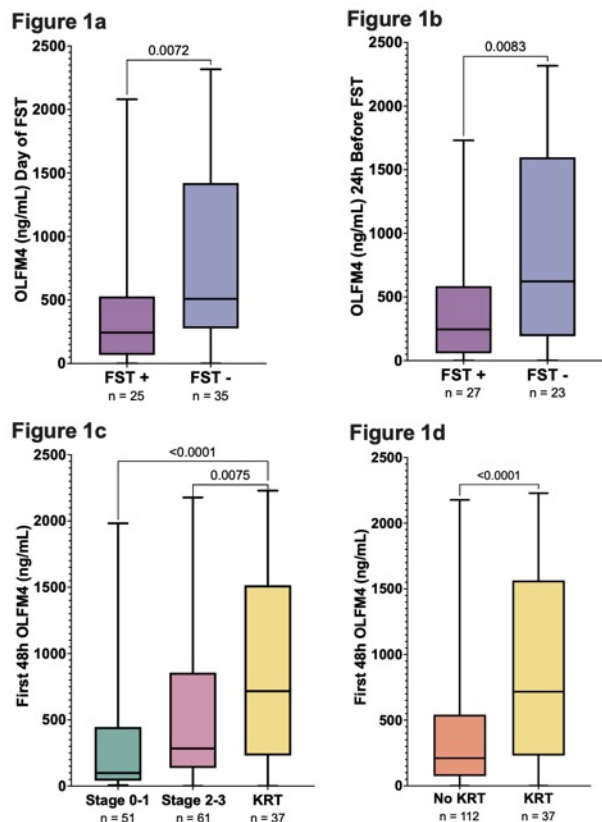 Figure 1a
0.0072
2500
2000
1500
1000
500
0
OLFM4 (ng/mL) Day of FST
FST +
FST -
n = 25
n = 35
Figure 1b
0.0083
2500
2000
1500
1000
500
0
OLFM4 (ng/mL) 24h Before FST
FST +
FST -
n = 27
n = 23
Figure 1c
<0.0001
0.0075
2500
2000
1500
1000
500
0
First 48h OLFM4 (ng/mL)
Stage 0-1
Stage 2-3
KRT
n = 51
n = 61
n = 37
Figure 1d
<0.0001
2500
2000
1500
1000
500
0
First 48h OLFM4 (ng/mL)
No KRT
KRT
n = 112
n = 37